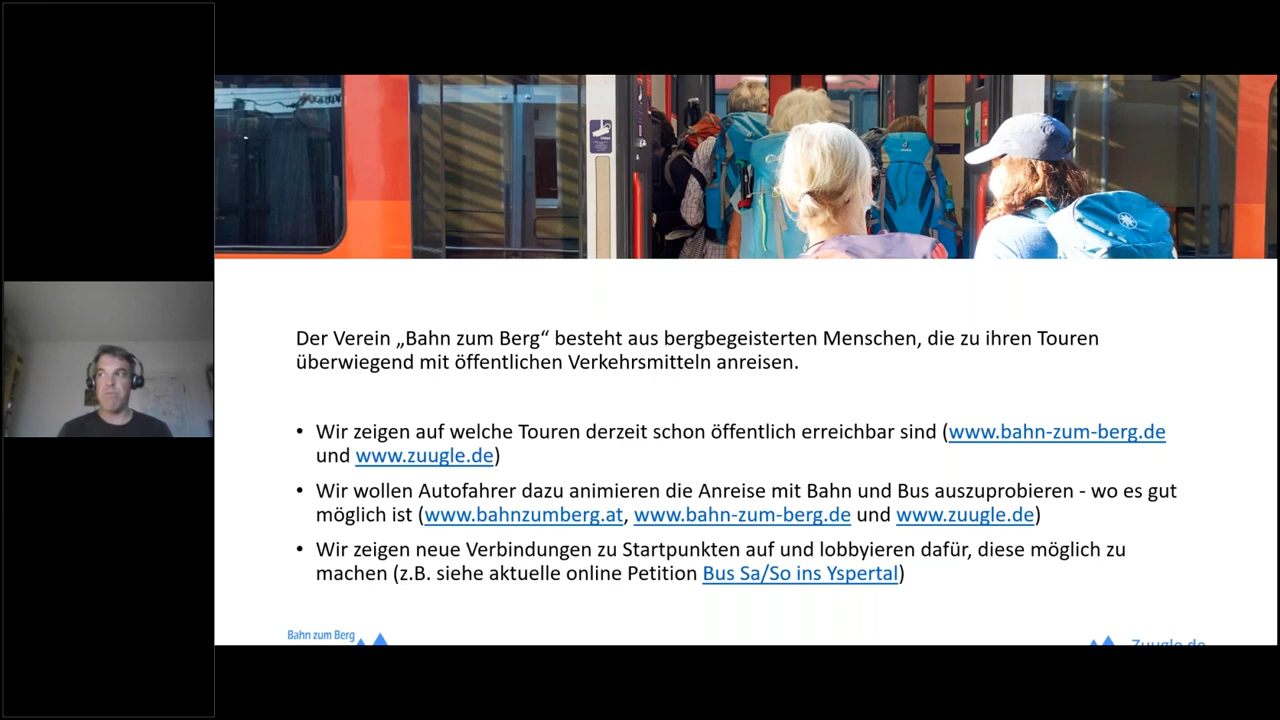 Der Verein „Bahn zum Berg“ besteht aus bergbegeisterten Menschen, die zu ihren Touren
überwiegend mit öffentlichen Verkehrsmitteln anreisen.
• Wir zeigen auf welche Touren derzeit schon öffentlich erreichbar sind (www.bahn-zum-berg.de
und www.zuugle.de)
• Wir wollen Autofahrer dazu animieren die Anreise mit Bahn und Bus auszuprobieren - wo es gut
möglich ist (www.bahnzumberg.at, www.bahn-zum-berg.de und www.zuugle.de)
• Wir zeigen neue Verbindungen zu Startpunkten auf und lobbyieren dafür, diese möglich zu
machen (z.B. siehe aktuelle online Petition Bus Sa/So ins Yspertal)
Bahn zum Berg
Zuugle.de